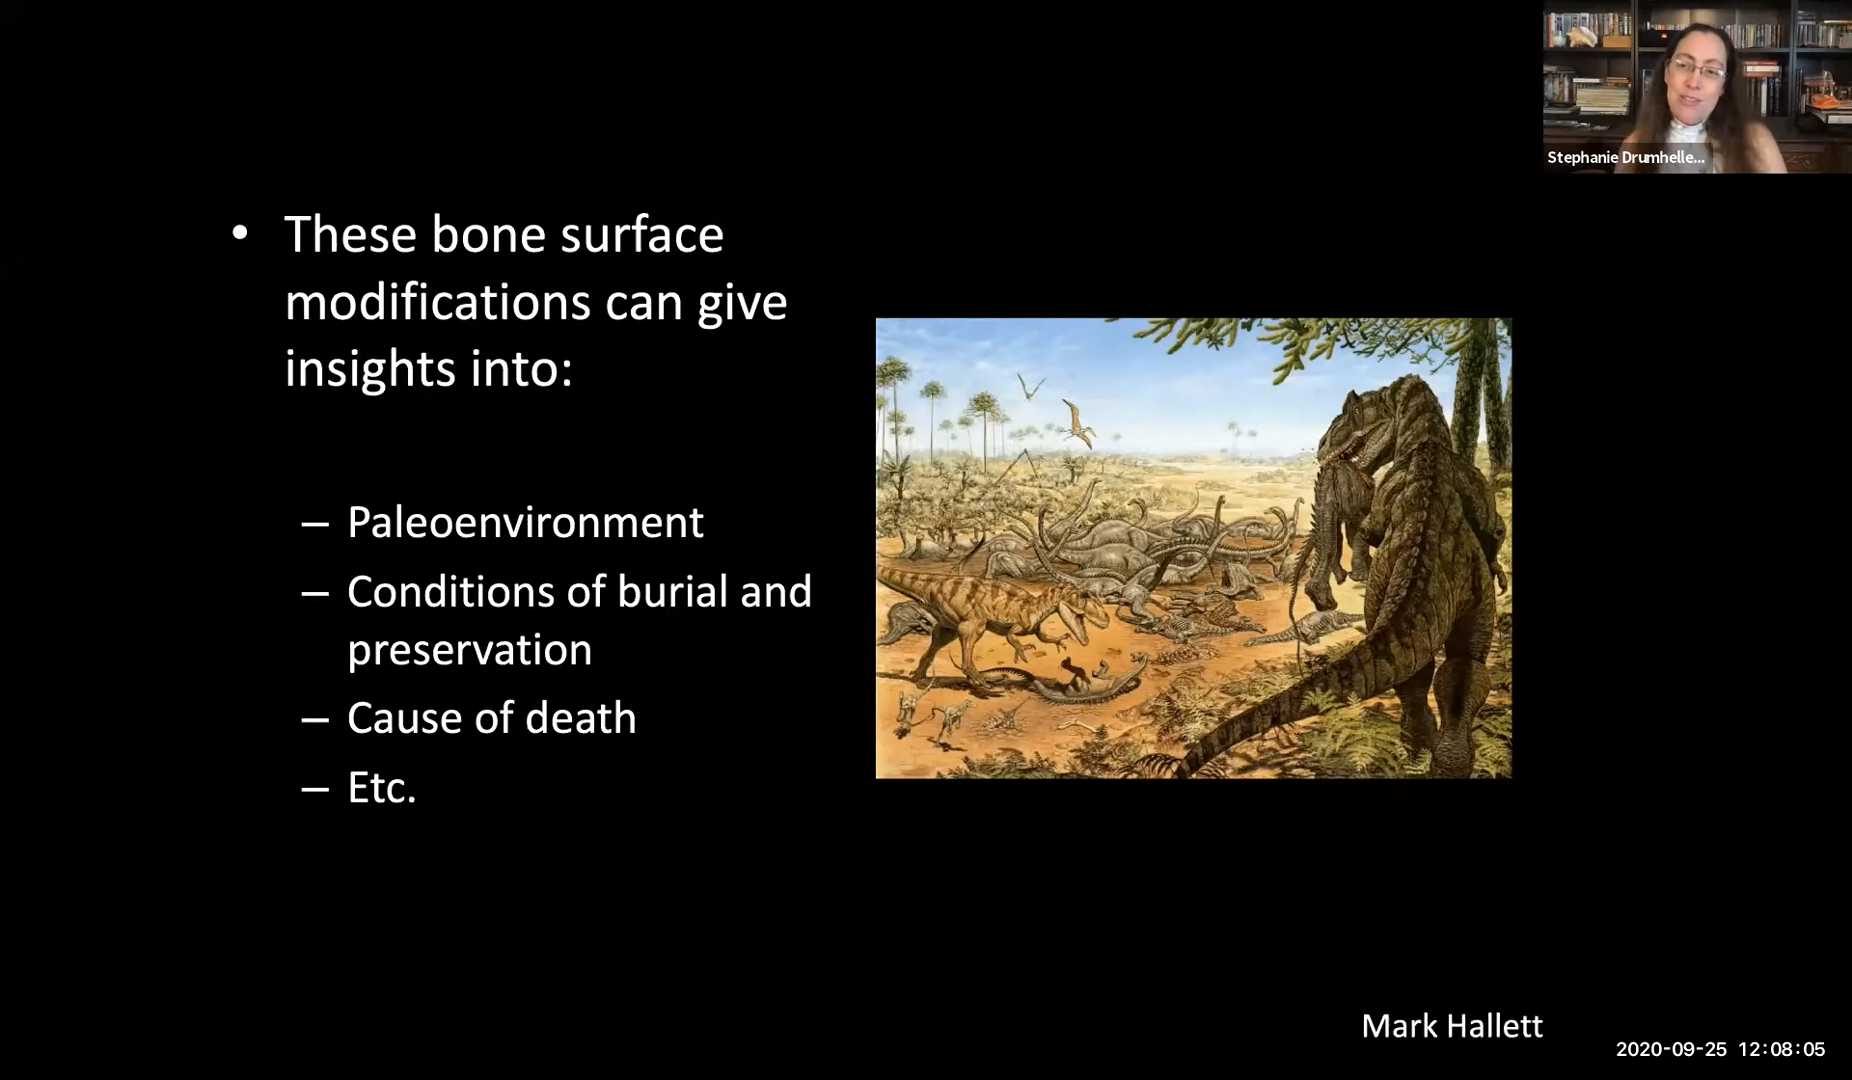 Stephanie Drumhelle...
• These bone surface
modifications can give
insights into:
– Paleoenvironment
– Conditions of burial and
preservation
– Cause of death
– Etc.
Mark Hallett
2020-09-25 12:08:05